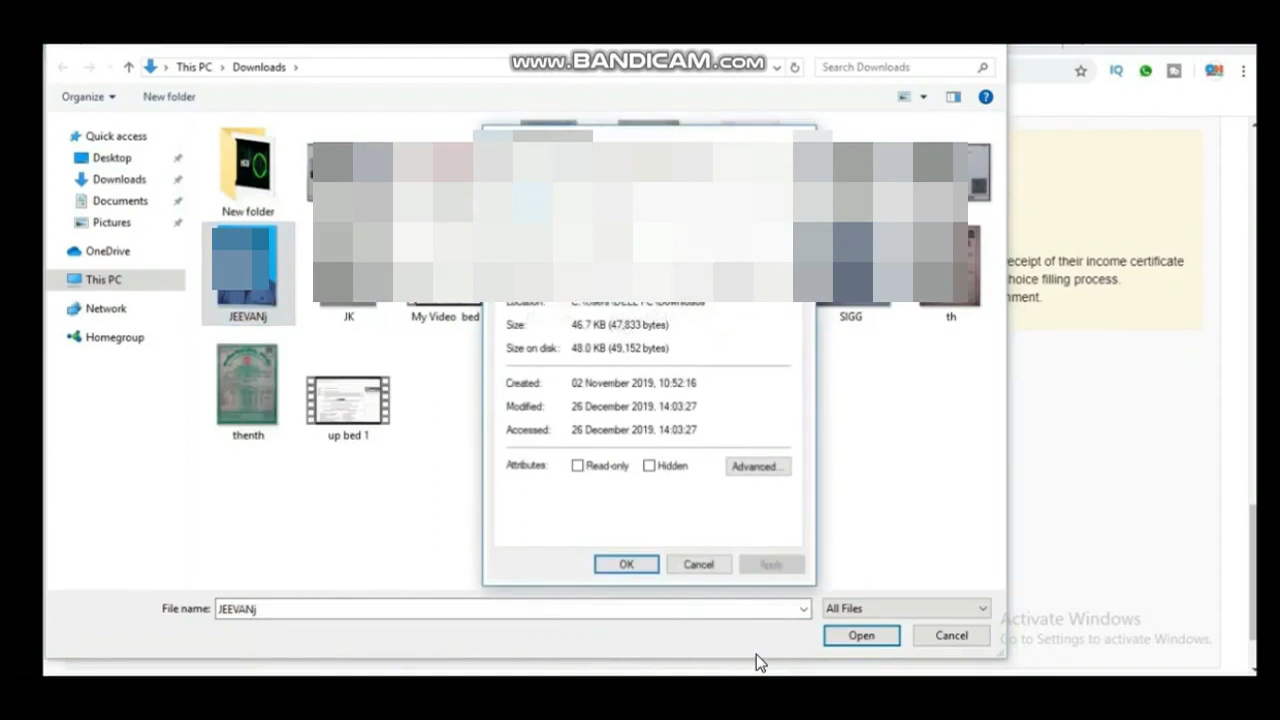 www.BANDICAM.com
This PC > Downloads >
Search Downloads
Organize
New folder
Quick access
Desktop
Downloads
Documents
Pictures
OneDrive
This PC
Network
Homegroup
New folder
JEEVANj
JK
My Video bed
SIGG
th
thenth
up bed 1
Size: 46.7 KB (47,833 bytes)
Size on disk: 48.0 KB (49,152 bytes)
Created: 02 November 2019, 10:52:16
Modified: 26 December 2019, 14:03:27
Accessed: 26 December 2019, 14:03:27
Attributes: Read-only Hidden Advanced...
OK Cancel Apply
File name: JEEVANj
All Files
Open Cancel
eceipt of their income certificate
hoice filling process.
ment.
Activate Windows
Go to Settings to activate Windows.
IQ